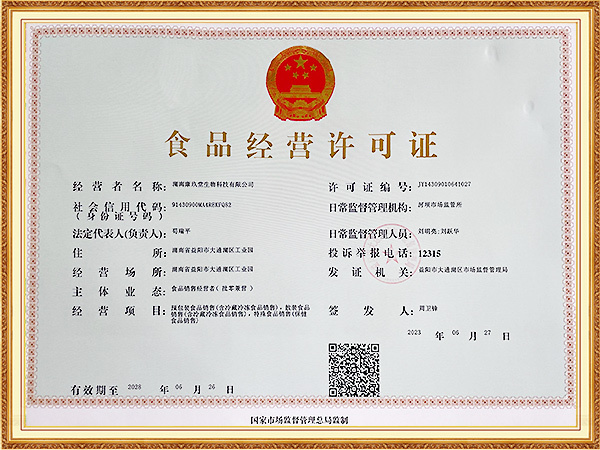 食品经营许可证
经营者名称: 湖南康玖堂生物科技有限公司
许可证编号: JY14309010641027
社会信用代码: 91430900MAAREKFQ82
(身份证号码)
日常监督管理机构: 河坝市场监管所
法定代表人(负责人): 苟瑞平
日常监督管理人员: 刘明亮;刘跃华
住所: 湖南省益阳市大通湖区工业园
投诉举报电话: 12315
经营场所: 湖南省益阳市大通湖区工业园
发证机关: 益阳市大通湖区市场监督管理局
主体业态: 食品销售经营者(批零兼营)
经营项目: 预包装食品销售(含冷藏冷冻食品销售),散装食品
销售(含冷藏冷冻食品销售),特殊食品销售(保健
食品销售)
签发人: 周卫锋
2023 年 06 月 27 日
有效期至 2028 年 06 月 26 日
国家市场监督管理总局监制